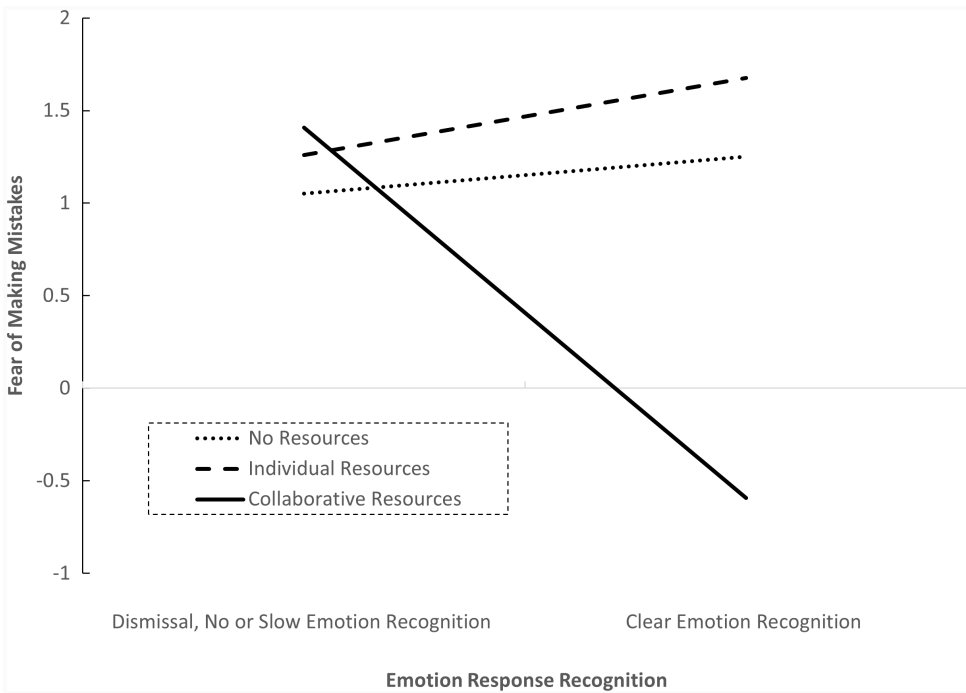 2
1.5
1
0.5
0
-0.5
-1
Fear of Making Mistakes
No Resources
Individual Resources
Collaborative Resources
Dismissal, No or Slow Emotion Recognition
Clear Emotion Recognition
Emotion Response Recognition